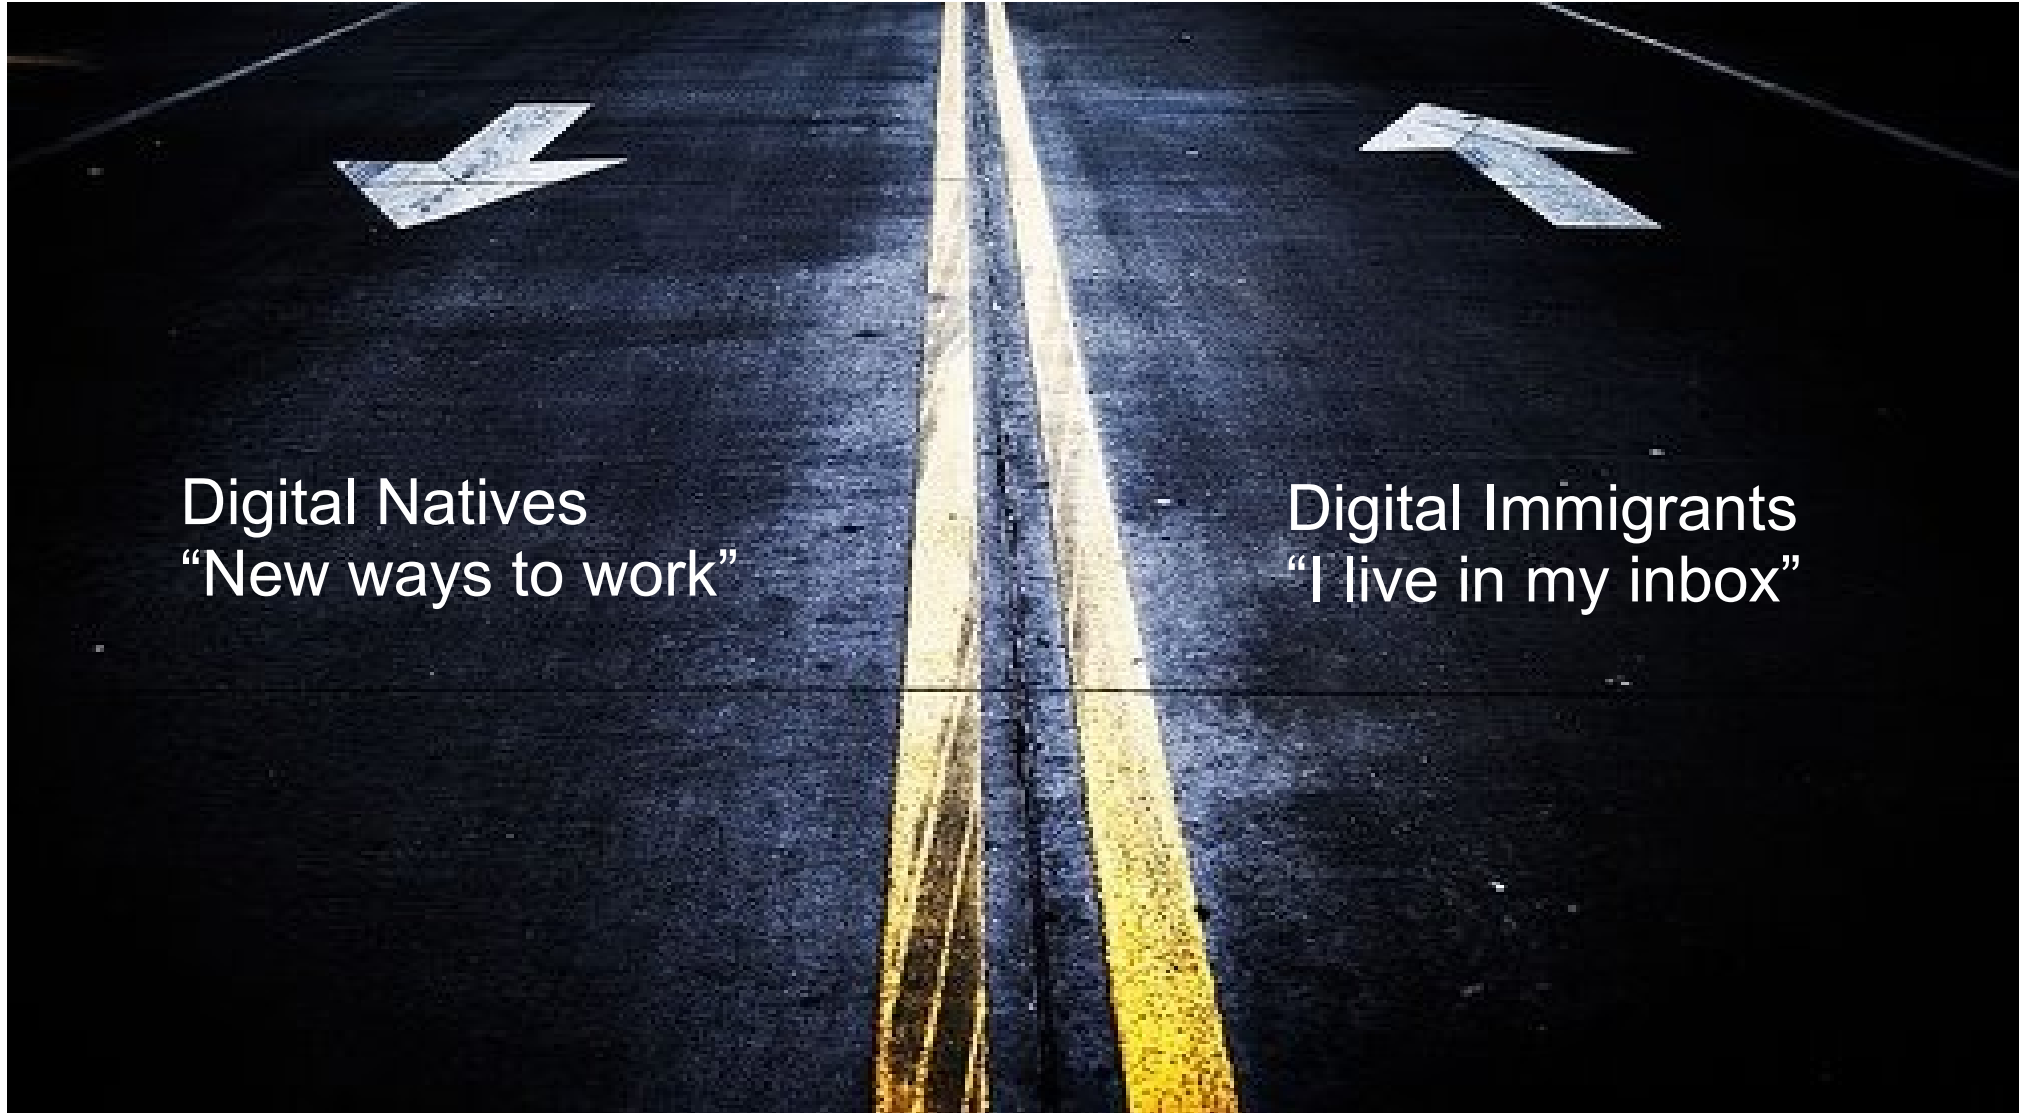 Digital Natives
“New ways to work”
Digital Immigrants
“I live in my inbox”